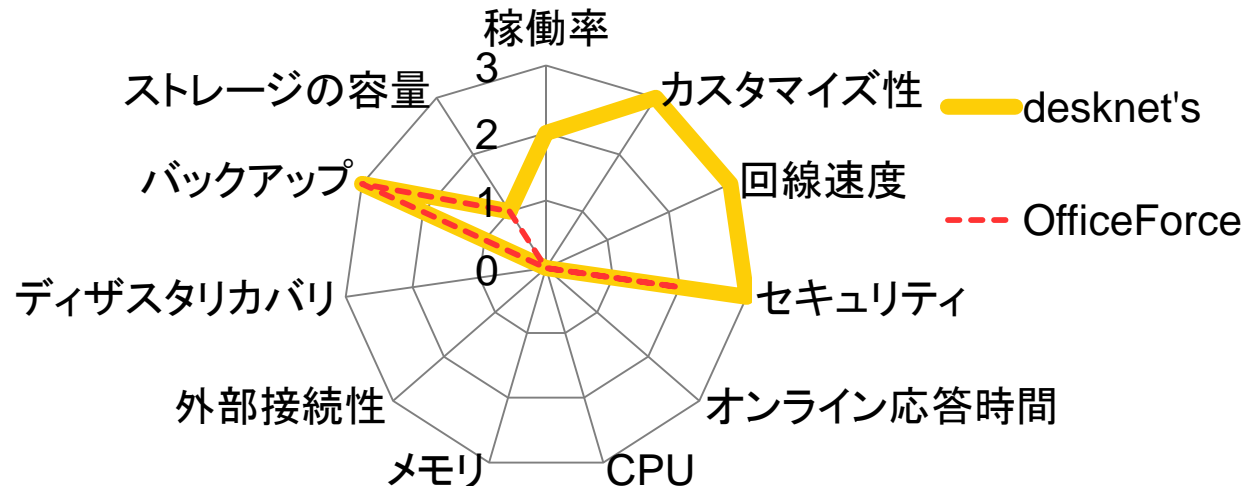 稼働率
3
ストレージの容量
カスタマイズ性
desknet's
2
バックアップ
回線速度
1
OfficeForce
0
ディザスタリカバリ
セキュリティ
外部接続性
オンライン応答時間
メモリ
CPU